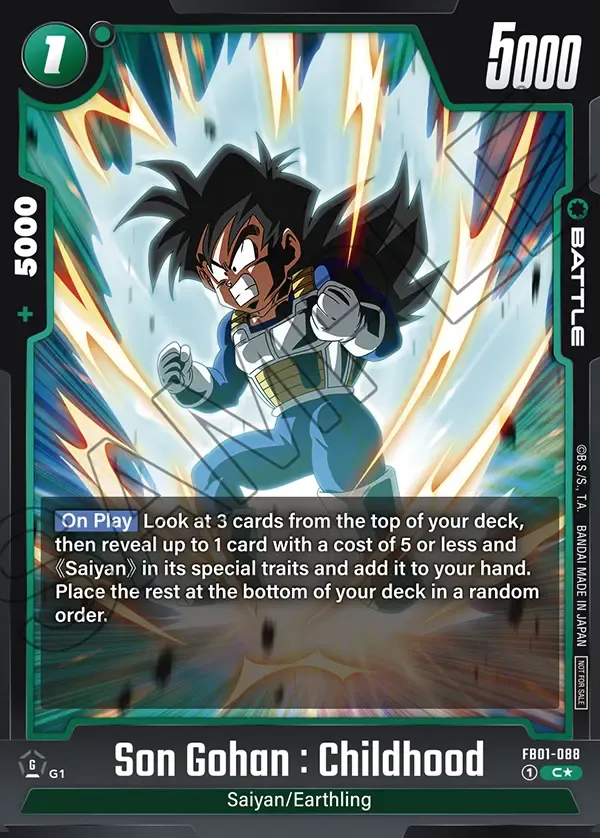 1
5000
+ 5000
BATTLE
SAMPLE
On Play Look at 3 cards from the top of your deck,
then reveal up to 1 card with a cost of 5 or less and
《Saiyan》 in its special traits and add it to your hand.
Place the rest at the bottom of your deck in a random
order.
©B.S./S., T.A. BANDAI MADE IN JAPAN
NOT FOR SALE
G
G1
Son Gohan : Childhood
FB01-088
1 C★
Saiyan/Earthling